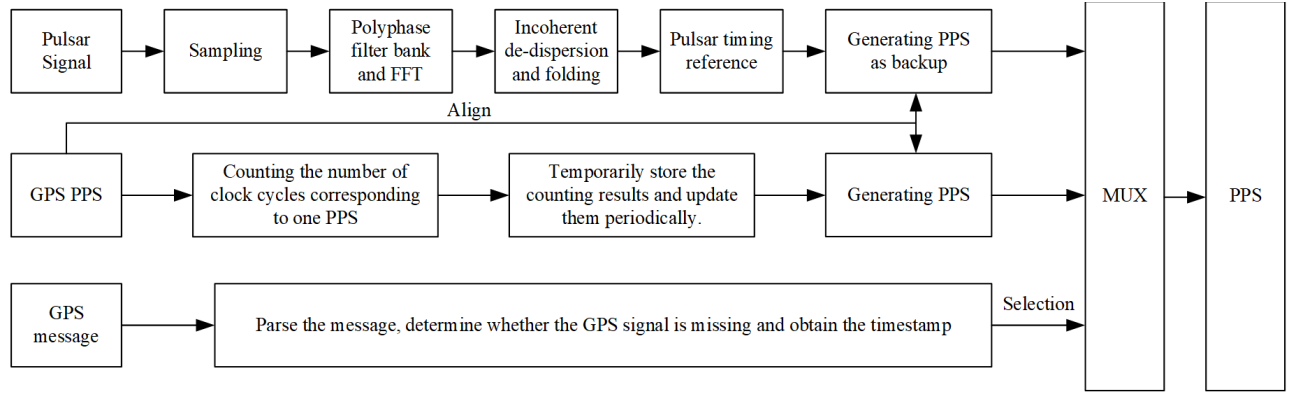 Pulsar
Signal
Sampling
Polyphase
filter bank
and FFT
Incoherent
de-dispersion
and folding
Pulsar timing
reference
Generating PPS
as backup
Align
GPS PPS
Counting the number of
clock cycles corresponding
to one PPS
Temporarily store the
counting results and update
them periodically.
Generating PPS
MUX
PPS
GPS
message
Parse the message, determine whether the GPS signal is missing and obtain the timestamp
Selection